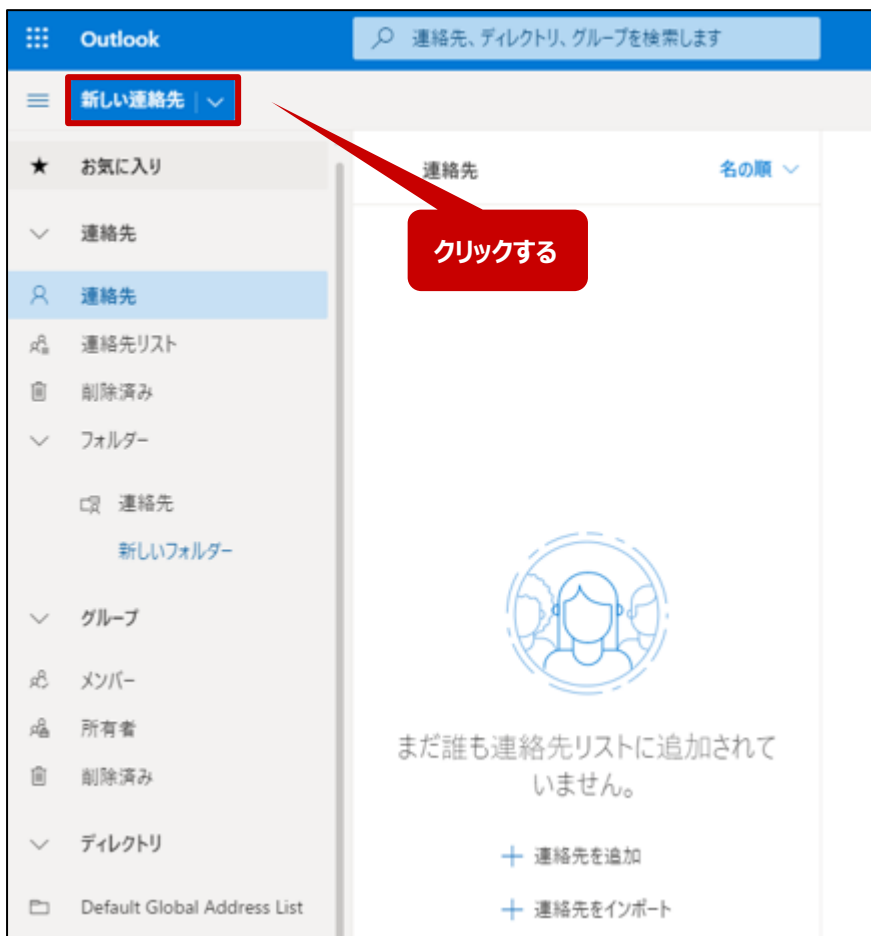 Outlook
連絡先、ディレクトリ、グループを検索します
新しい連絡先
お気に入り
連絡先
名の順
連絡先
クリックする
連絡先
連絡先リスト
削除済み
フォルダー
連絡先
新しいフォルダー
グループ
メンバー
所有者
削除済み
まだ誰も連絡先リストに追加されて
いません。
ディレクトリ
連絡先を追加
Default Global Address List
連絡先をインポート